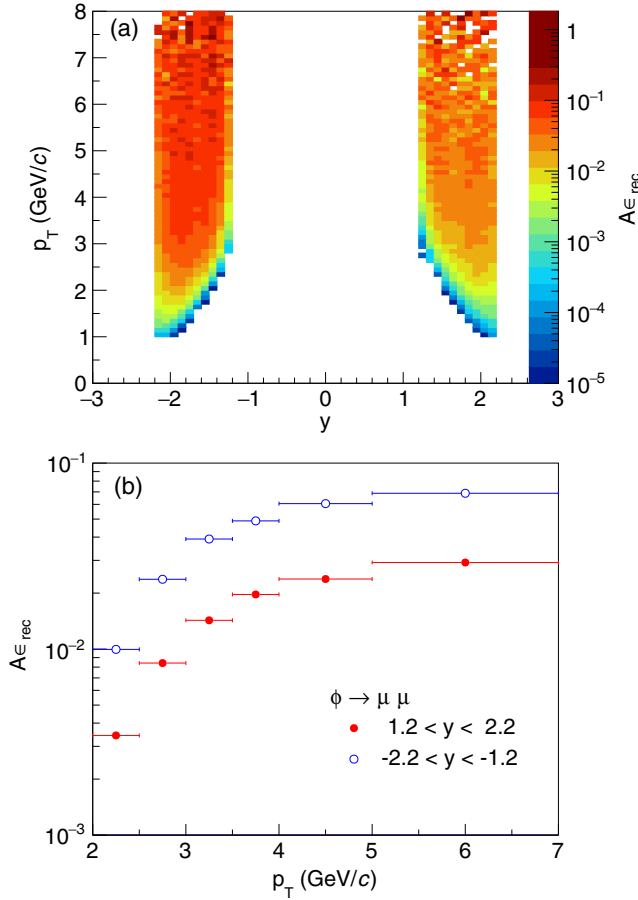 (a)
8
7
6
5
4
3
2
1
0
p_T (GeV/c)
−3 −2 −1 0 1 2 3
y
1
10^−1
10^−2
10^−3
10^−4
10^−5
A∈_rec
(b)
10^−1
10^−2
10^−3
A∈_rec
ϕ → μ μ
1.2 < y < 2.2
-2.2 < y < -1.2
2 3 4 5 6 7
p_T (GeV/c)